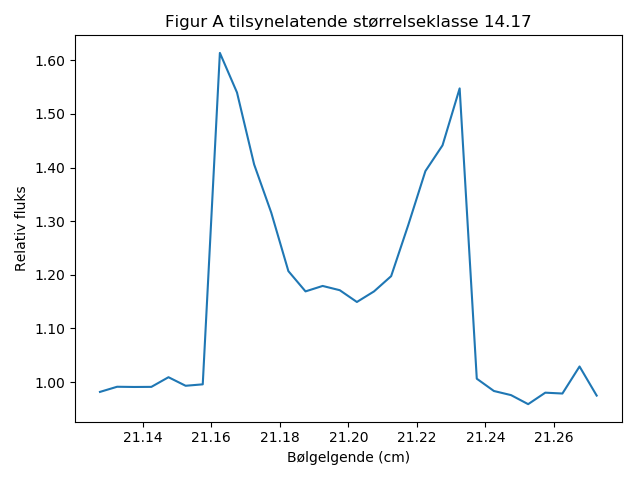 Figur A tilsynelatende størrelseklasse 14.17
1.60
1.50
1.40
1.30
1.20
1.10
1.00
Relativ fluks
21.14 21.16 21.18 21.20 21.22 21.24 21.26
Bølgelgende (cm)